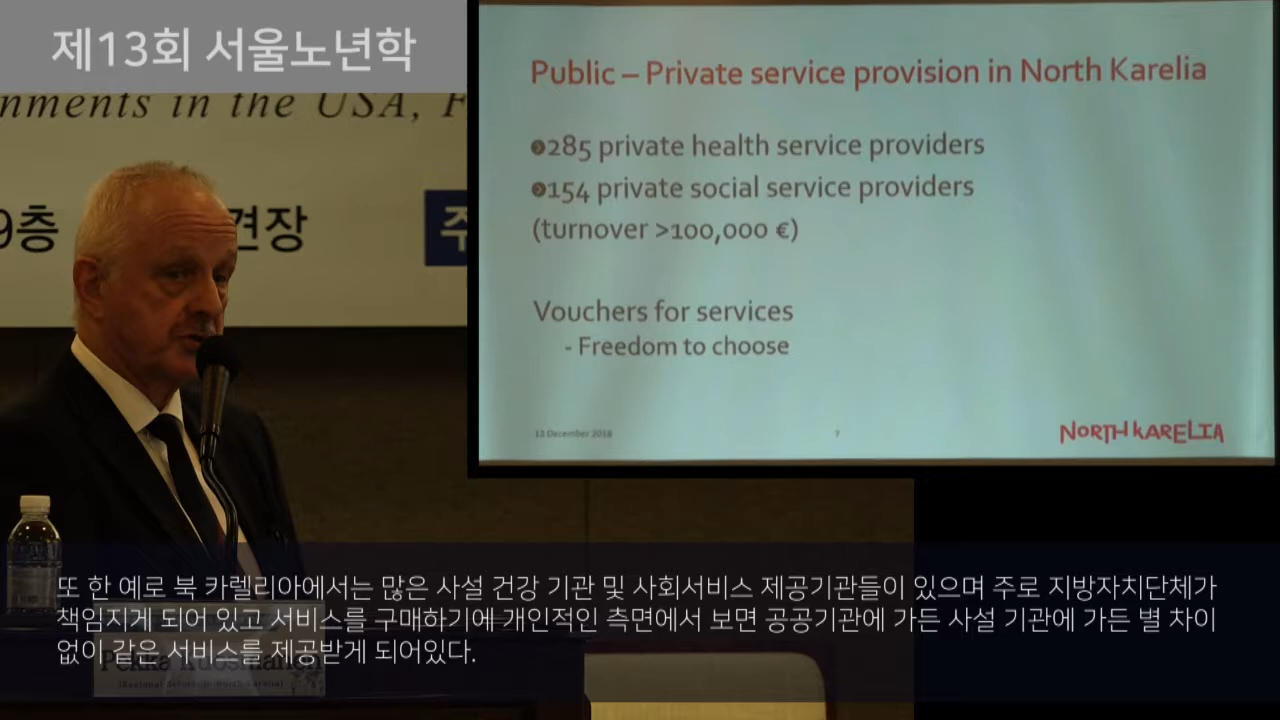 제13회 서울노년학
nments in the USA, F
9층
견장
주
Public – Private service provision in North Karelia
285 private health service providers
154 private social service providers
(turnover >100,000 €)
Vouchers for services
- Freedom to choose
13 December 2018
7
NORTH KARELIA
또 한 예로 북 카렐리아에서는 많은 사설 건강 기관 및 사회서비스 제공기관들이 있으며 주로 지방자치단체가
책임지게 되어 있고 서비스를 구매하기에 개인적인 측면에서 보면 공공기관에 가든 사설 기관에 가든 별 차이
없이 같은 서비스를 제공받게 되어있다.
Pekka